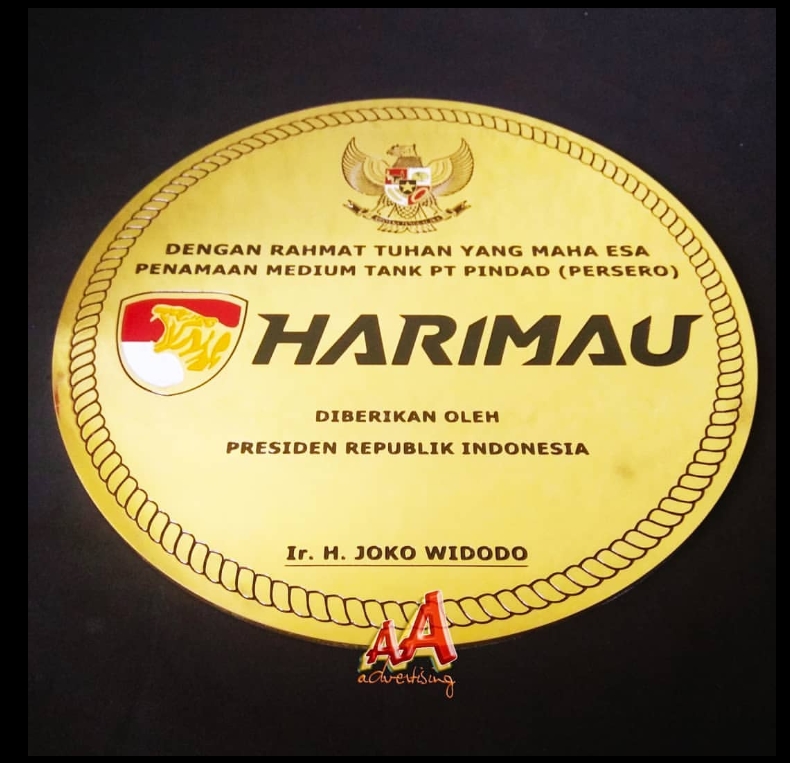 DENGAN RAHMAT TUHAN YANG MAHA ESA
PENAMAAN MEDIUM TANK PT PINDAD (PERSERO)
HARIMAU
DIBERIKAN OLEH
PRESIDEN REPUBLIK INDONESIA
Ir. H. JOKO WIDODO
AA
advertising